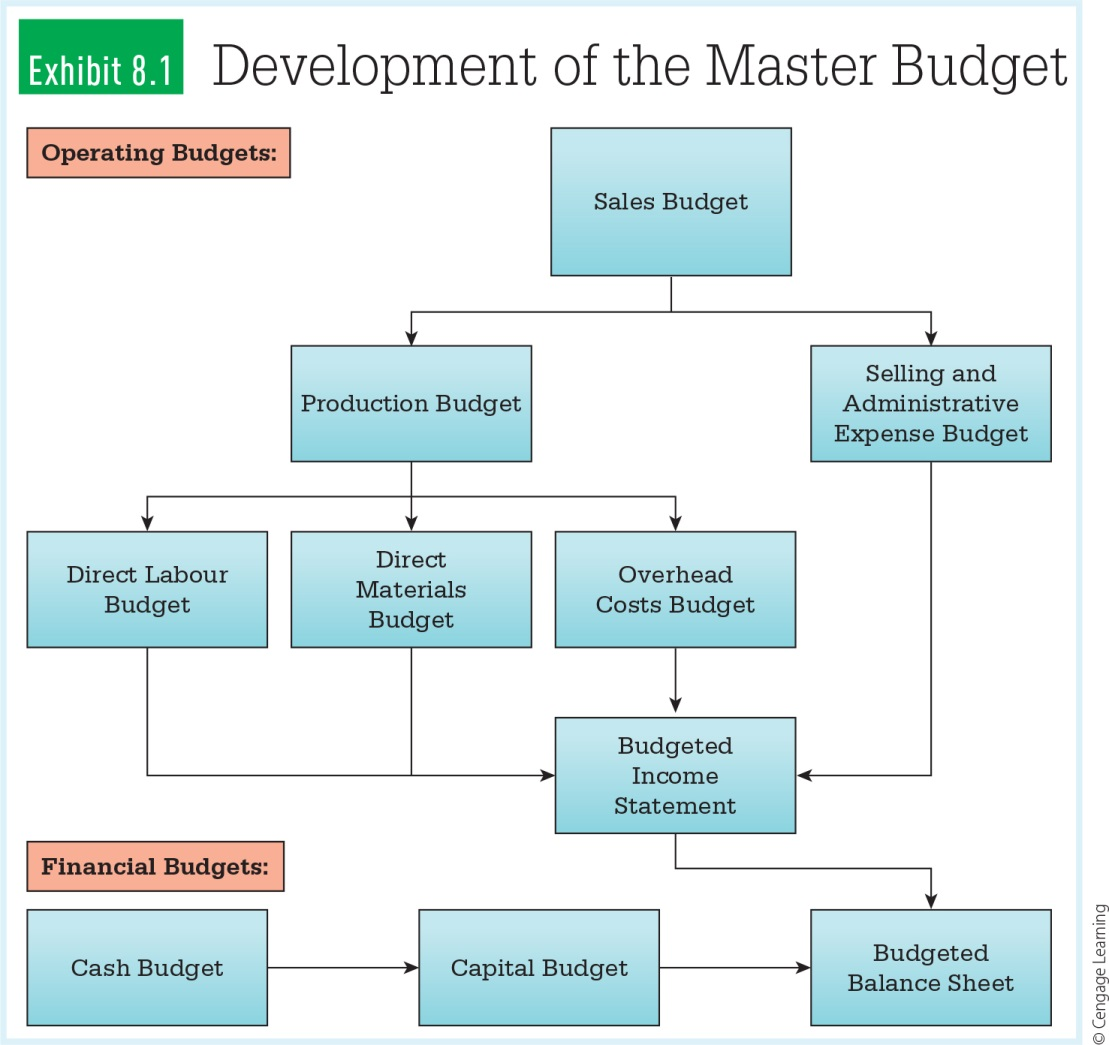 Exhibit 8.1
Development of the Master Budget
Operating Budgets:
Sales Budget
Production Budget
Selling and
Administrative
Expense Budget
Direct Labour
Budget
Direct
Materials
Budget
Overhead
Costs Budget
Budgeted
Income
Statement
Financial Budgets:
Cash Budget
Capital Budget
Budgeted
Balance Sheet
© Cengage Learning